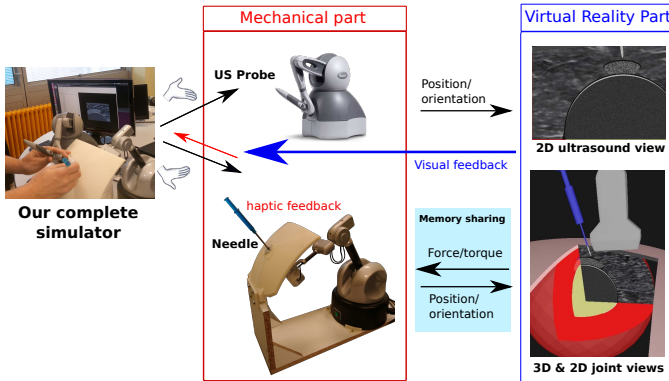 Mechanical part
Virtual Reality Part
US Probe
Position/
orientation
2D ultrasound view
Visual feedback
Our complete
simulator
haptic feedback
Needle
Memory sharing
Force/torque
Position/
orientation
3D & 2D joint views